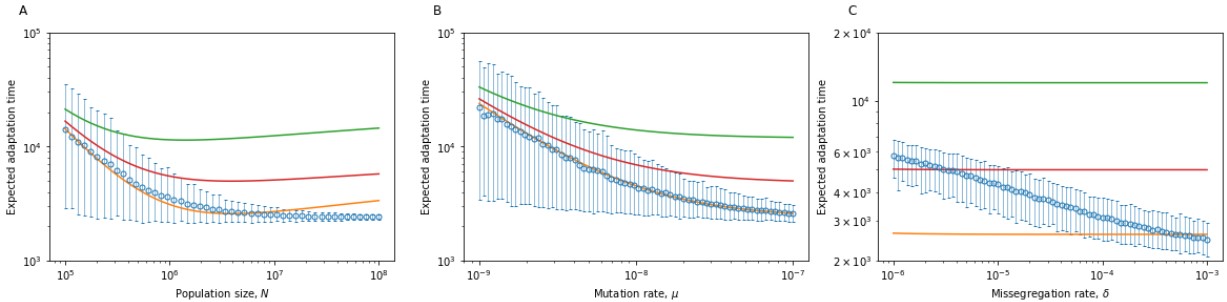 A
Expected adaptation time
10^5
10^4
10^3
10^5
10^6
10^7
10^8
Population size, N
B
Expected adaptation time
10^5
10^4
10^3
10^−9
10^−8
10^−7
Mutation rate, μ
C
Expected adaptation time
2 × 10^4
10^4
6 × 10^3
4 × 10^3
3 × 10^3
2 × 10^3
10^−6
10^−5
10^−4
10^−3
Missegregation rate, δ